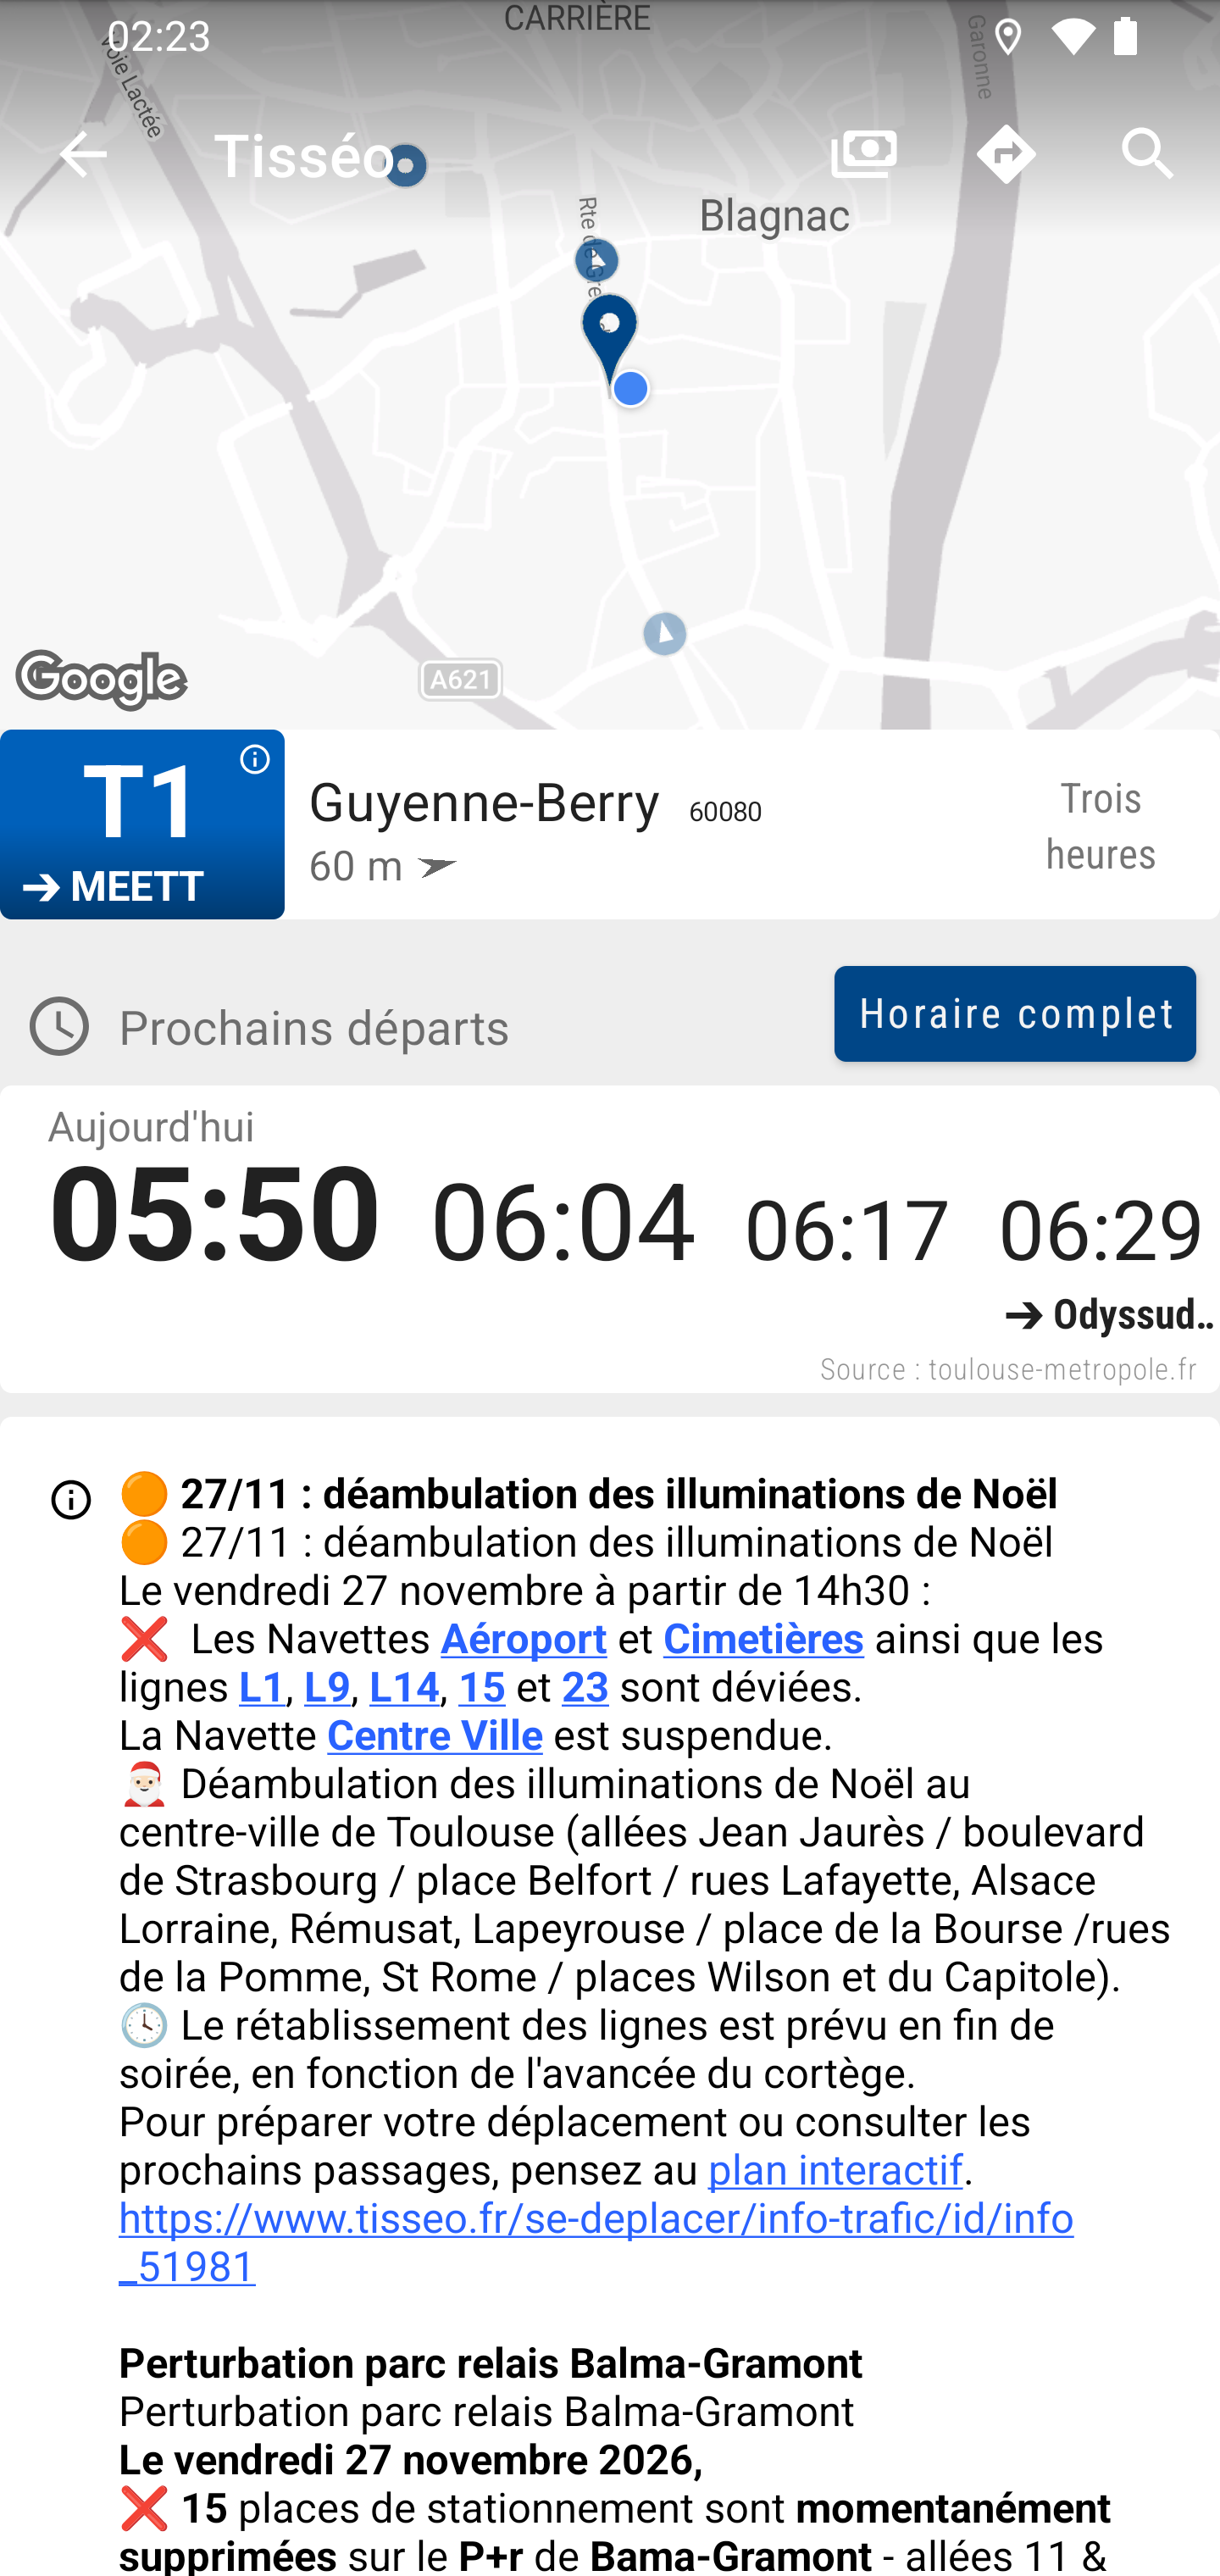 CARRIÈRE
02:23
Voie Lactée
Garonne
Tisséo
Blagnac
Rte de Gre
Google
A621
T1
➔ MEETT
Guyenne-Berry 60080
60 m
Trois
heures
Prochains départs
Horaire complet
Aujourd'hui
05:50 06:04 06:17 06:29
➔ Odyssud..
Source : toulouse-metropole.fr
🟠 27/11 : déambulation des illuminations de Noël
🟠 27/11 : déambulation des illuminations de Noël
Le vendredi 27 novembre à partir de 14h30 :
❌ Les Navettes Aéroport et Cimetières ainsi que les
lignes L1, L9, L14, 15 et 23 sont déviées.
La Navette Centre Ville est suspendue.
🎅🏻 Déambulation des illuminations de Noël au
centre-ville de Toulouse (allées Jean Jaurès / boulevard
de Strasbourg / place Belfort / rues Lafayette, Alsace
Lorraine, Rémusat, Lapeyrouse / place de la Bourse /rues
de la Pomme, St Rome / places Wilson et du Capitole).
🕓 Le rétablissement des lignes est prévu en fin de
soirée, en fonction de l'avancée du cortège.
Pour préparer votre déplacement ou consulter les
prochains passages, pensez au plan interactif.
https://www.tisseo.fr/se-deplacer/info-trafic/id/info
_51981
Perturbation parc relais Balma-Gramont
Perturbation parc relais Balma-Gramont
Le vendredi 27 novembre 2026,
❌ 15 places de stationnement sont momentanément
supprimées sur le P+r de Bama-Gramont - allées 11 &